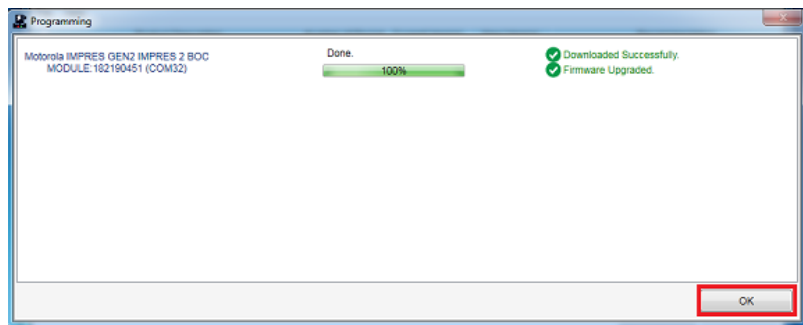 Programming
Motorola IMPRES GEN2 IMPRES 2 BOC
MODULE:182190451 (COM32)
Done.
100%
Downloaded Successfully.
Firmware Upgraded.
OK